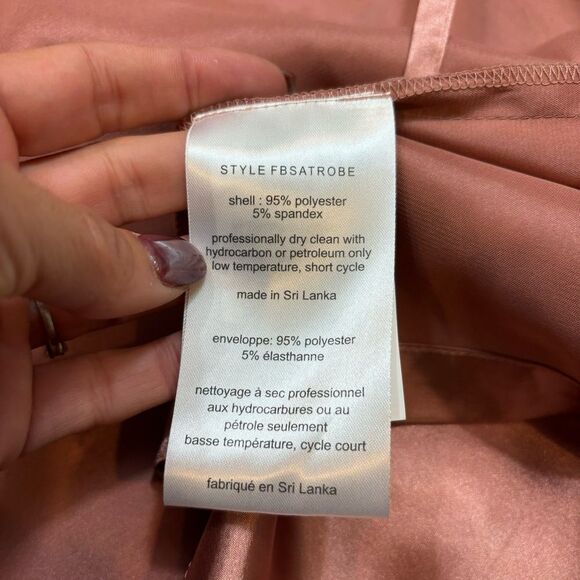 STYLE FBSATROBE
shell : 95% polyester
5% spandex
professionally dry clean with
hydrocarbon or petroleum only
low temperature, short cycle
made in Sri Lanka
enveloppe: 95% polyester
5% élasthanne
nettoyage à sec professionnel
aux hydrocarbures ou au
pétrole seulement
basse température, cycle court
fabriqué en Sri Lanka